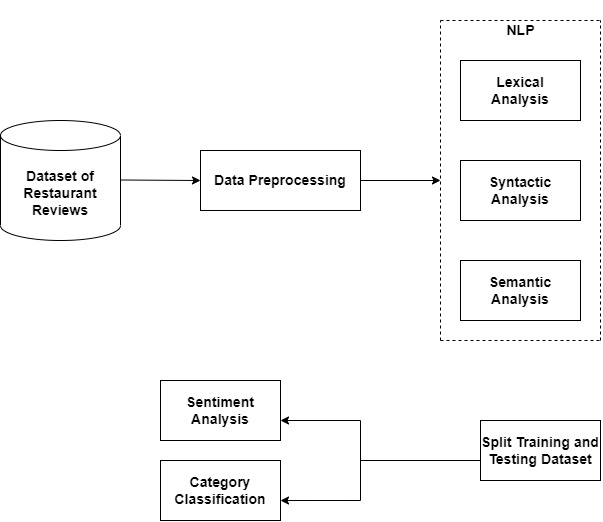 NLP
Lexical
Analysis
Dataset of
Restaurant
Reviews
Data Preprocessing
Syntactic
Analysis
Semantic
Analysis
Sentiment
Analysis
Category
Classification
Split Training and
Testing Dataset